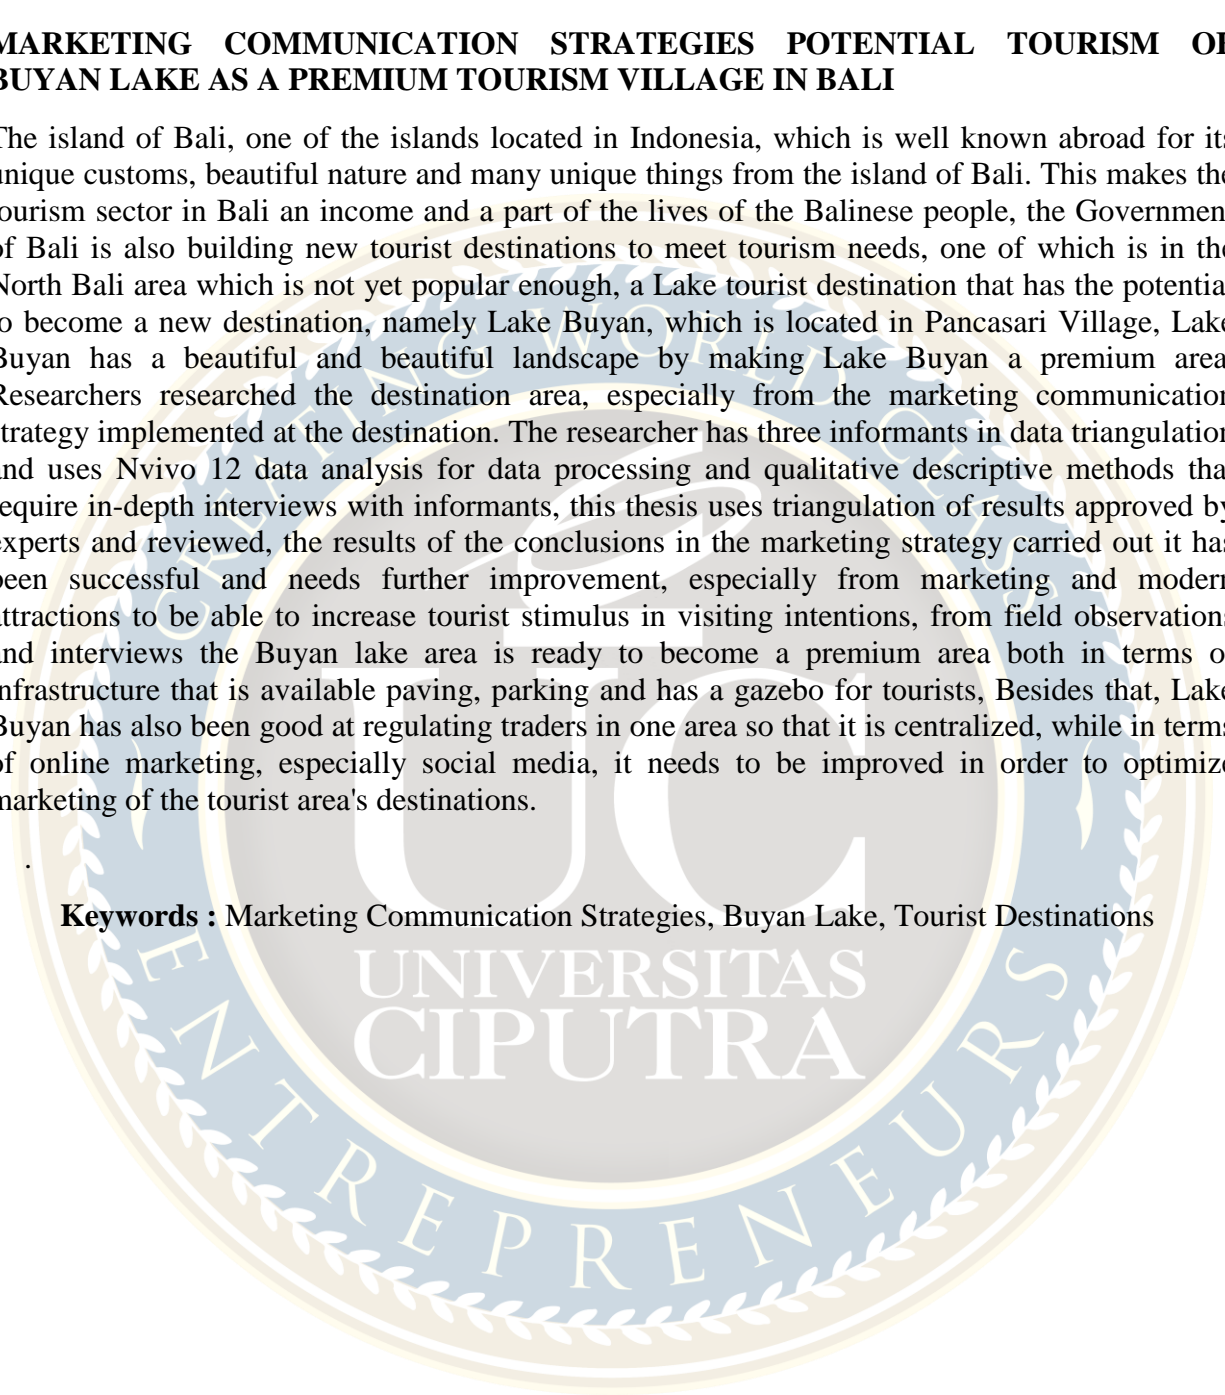 MARKETING COMMUNICATION STRATEGIES POTENTIAL TOURISM OF
BUYAN LAKE AS A PREMIUM TOURISM VILLAGE IN BALI
The island of Bali, one of the islands located in Indonesia, which is well known abroad for its
unique customs, beautiful nature and many unique things from the island of Bali. This makes the
tourism sector in Bali an income and a part of the lives of the Balinese people, the Government
of Bali is also building new tourist destinations to meet tourism needs, one of which is in the
North Bali area which is not yet popular enough, a Lake tourist destination that has the potential
to become a new destination, namely Lake Buyan, which is located in Pancasari Village, Lake
Buyan has a beautiful and beautiful landscape by making Lake Buyan a premium area
Researchers researched the destination area, especially from the marketing communication
strategy implemented at the destination. The researcher has three informants in data triangulation
and uses Nvivo 12 data analysis for data processing and qualitative descriptive methods that
require in-depth interviews with informants, this thesis uses triangulation of results approved by
experts and reviewed, the results of the conclusions in the marketing strategy carried out it has
been successful and needs further improvement, especially from marketing and modern
attractions to be able to increase tourist stimulus in visiting intentions, from field observations
and interviews the Buyan lake area is ready to become a premium area both in terms of
infrastructure that is available paving, parking and has a gazebo for tourists, Besides that, Lake
Buyan has also been good at regulating traders in one area so that it is centralized, while in terms
of online marketing, especially social media, it needs to be improved in order to optimize
marketing of the tourist area's destinations.
.
Keywords : Marketing Communication Strategies, Buyan Lake, Tourist Destinations
CREATING WORLD CLASS
UC
UNIVERSITAS
CIPUTRA
ENTREPRENEURS